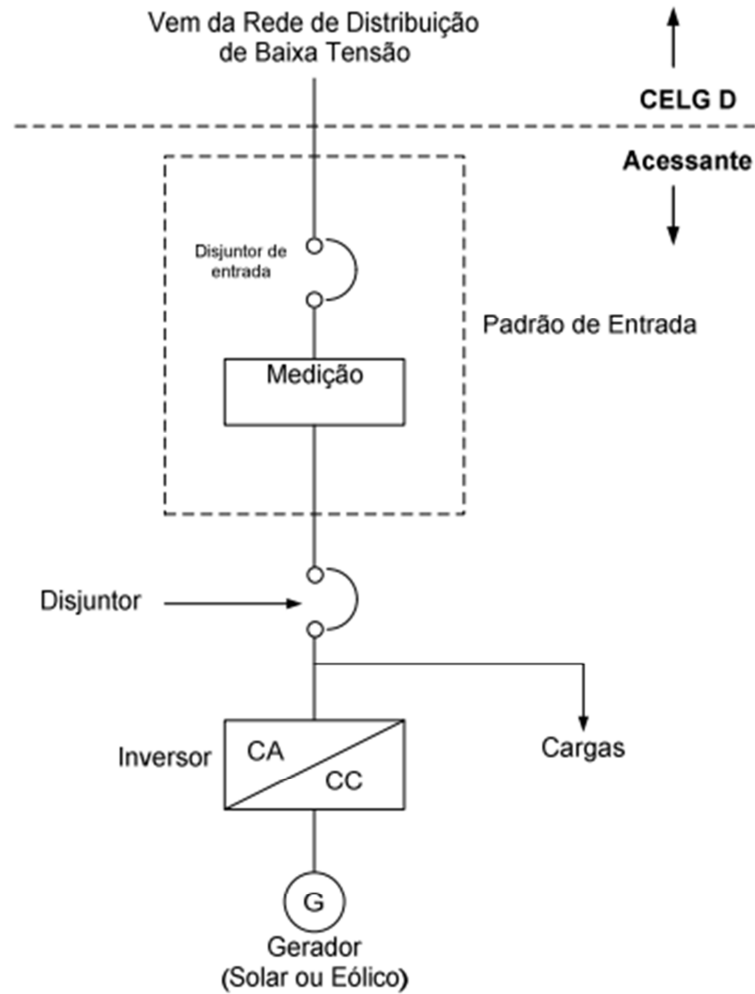 Vem da Rede de Distribuição
de Baixa Tensão
CELG D
Acessante
Disjuntor de
entrada
Padrão de Entrada
Medição
Disjuntor
Cargas
Inversor
CA
CC
G
Gerador
(Solar ou Eólico)